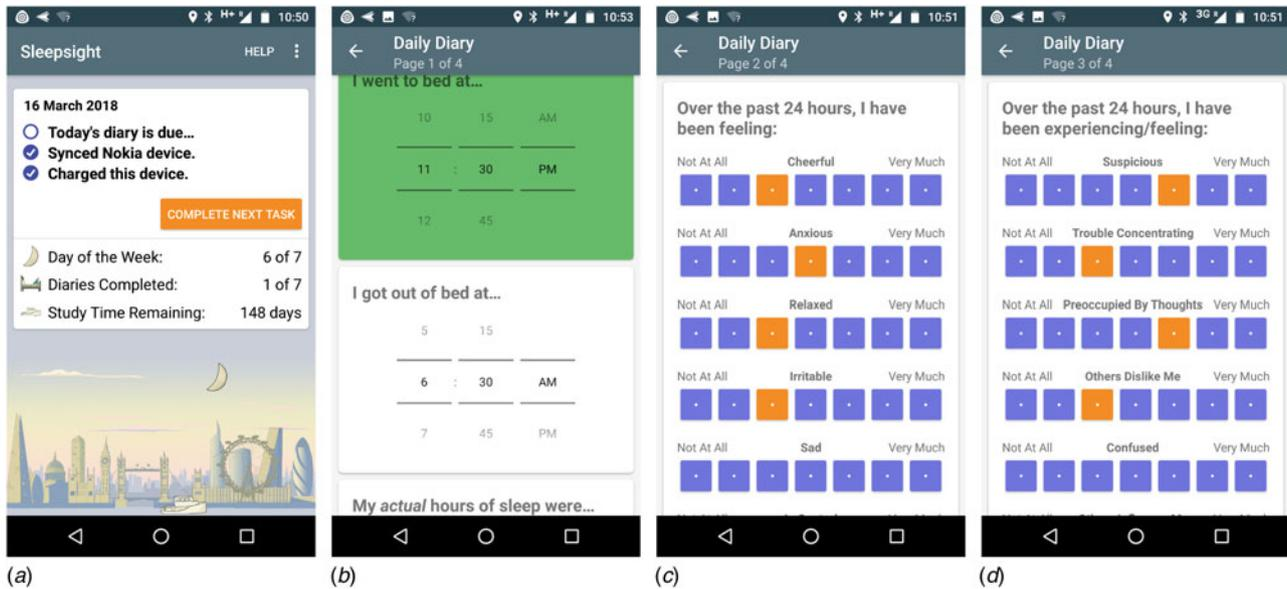 H+ 10:50
Sleepsight HELP
16 March 2018
Today's diary is due...
Synced Nokia device.
Charged this device.
COMPLETE NEXT TASK
Day of the Week: 6 of 7
Diaries Completed: 1 of 7
Study Time Remaining: 148 days
(a)
H+ 10:53
Daily Diary
Page 1 of 4
I went to bed at...
10 15 AM
11 : 30 PM
12 45
I got out of bed at...
5 15
6 : 30 AM
7 45 PM
My actual hours of sleep were...
(b)
H+ 10:51
Daily Diary
Page 2 of 4
Over the past 24 hours, I have
been feeling:
Not At All Cheerful Very Much
Not At All Anxious Very Much
Not At All Relaxed Very Much
Not At All Irritable Very Much
Not At All Sad Very Much
(c)
3G 10:51
Daily Diary
Page 3 of 4
Over the past 24 hours, I have
been experiencing/feeling:
Not At All Suspicious Very Much
Not At All Trouble Concentrating Very Much
Not At All Preoccupied By Thoughts Very Much
Not At All Others Dislike Me Very Much
Not At All Confused Very Much
(d)